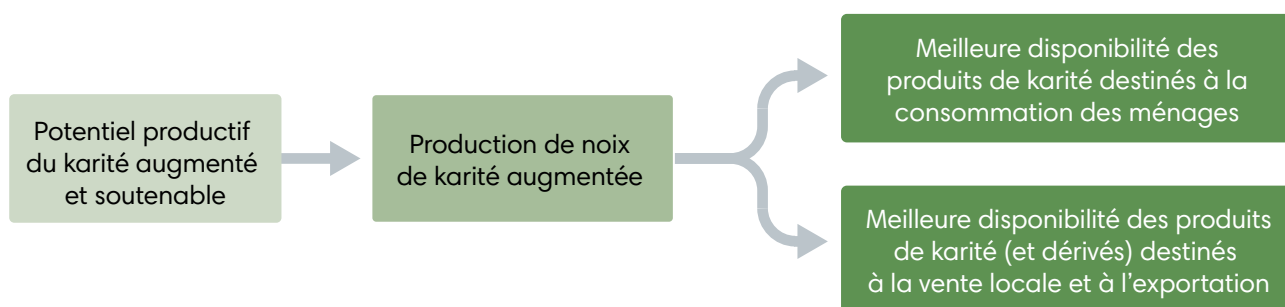 Potentiel productif
du karité augmenté
et soutenable
Production de noix
de karité augmentée
Meilleure disponibilité des
produits de karité destinés à la
consommation des ménages
Meilleure disponibilité des produits
de karité (et dérivés) destinés
à la vente locale et à l’exportation